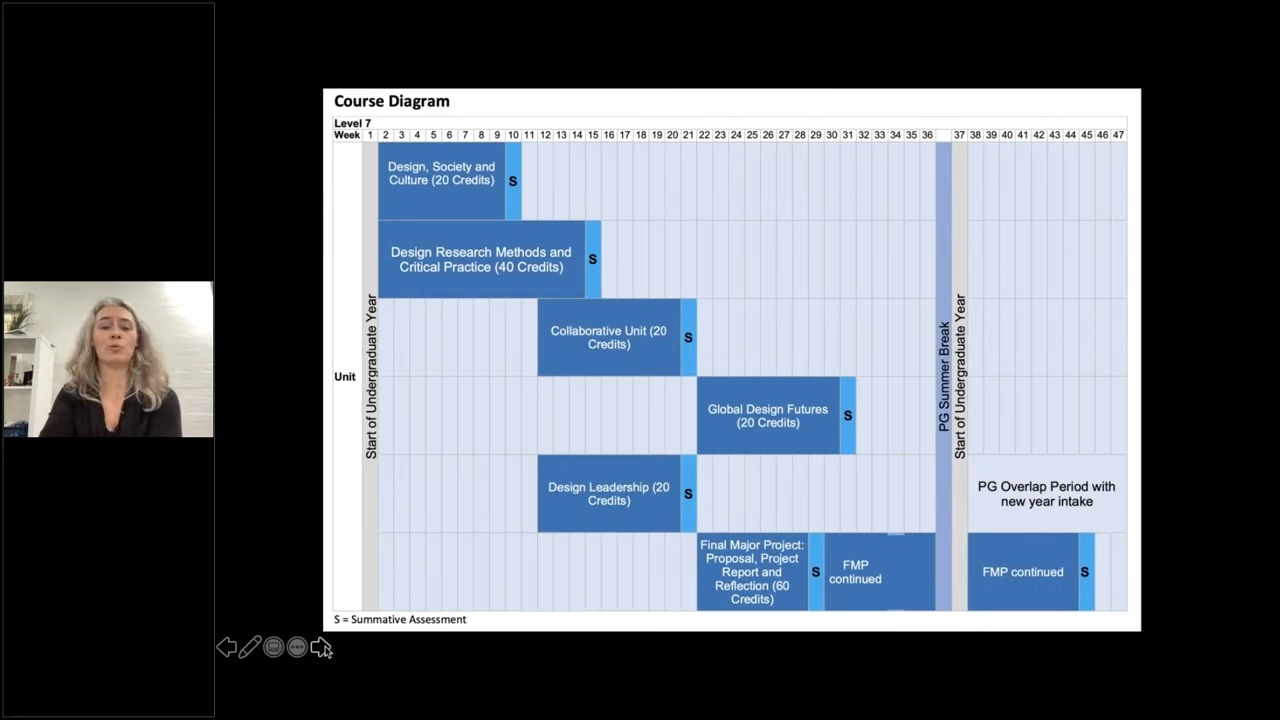 Course Diagram
Level 7
Week 1 2 3 4 5 6 7 8 9 10 11 12 13 14 15 16 17 18 19 20 21 22 23 24 25 26 27 28 29 30 31 32 33 34 35 36 37 38 39 40 41 42 43 44 45 46 47
Unit
Start of Undergraduate Year
Design, Society and
Culture (20 Credits)
S
Design Research Methods and
Critical Practice (40 Credits)
S
Collaborative Unit (20
Credits)
S
Global Design Futures
(20 Credits)
S
Design Leadership (20
Credits)
S
Final Major Project:
Proposal, Project
Report and
Reflection (60
Credits)
S
FMP
continued
PG Summer Break
Start of Undergraduate Year
PG Overlap Period with
new year intake
FMP continued
S
S = Summative Assessment